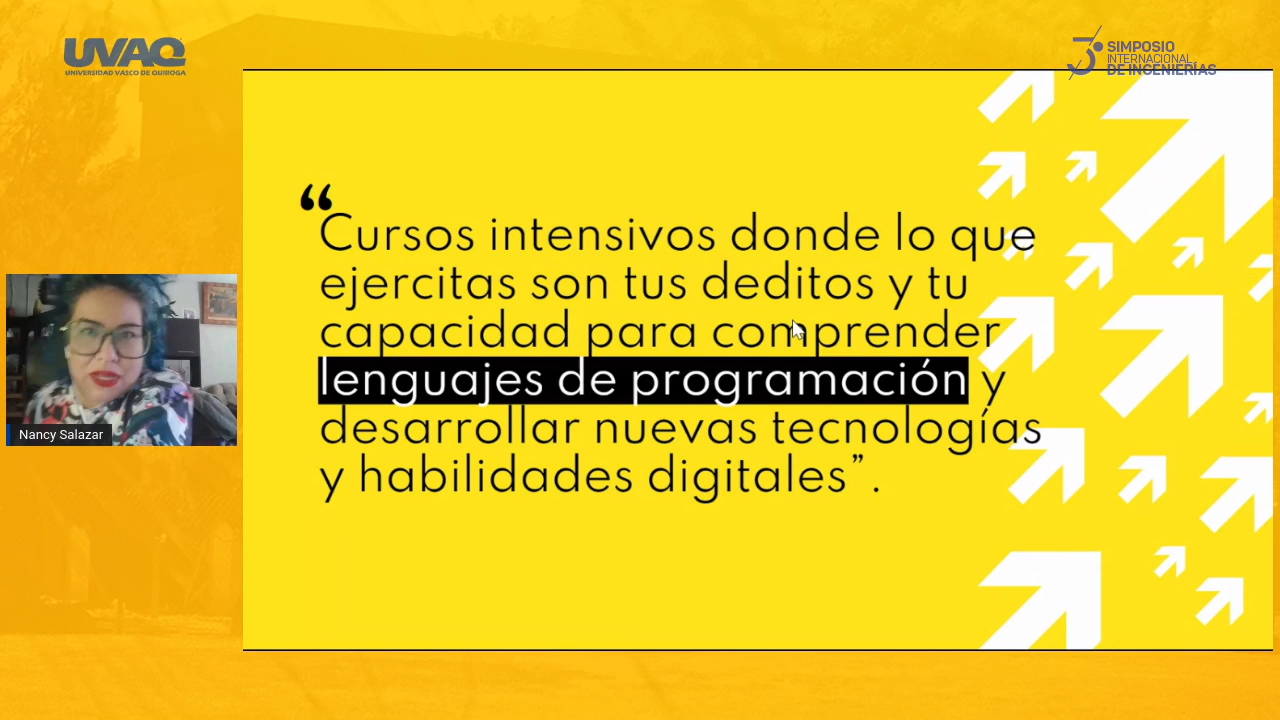 UVAQ
UNIVERSIDAD VASCO DE QUIROGA
3
SIMPOSIO
INTERNACIONAL
DE INGENIERÍAS
“Cursos intensivos donde lo que
ejercitas son tus deditos y tu
capacidad para comprender
lenguajes de programación y
desarrollar nuevas tecnologías
y habilidades digitales”.
Nancy Salazar